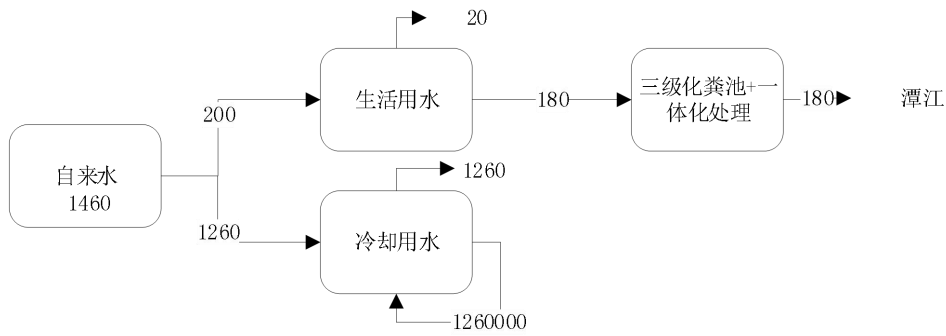 20
生活用水
200
180
三级化粪池+一
体化处理
180
潭江
自来水
1460
1260
1260
冷却用水
1260000